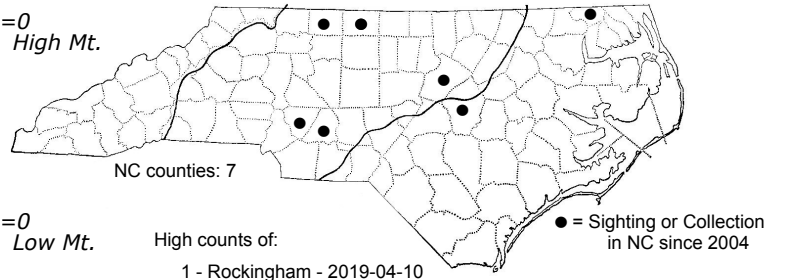 =0
High Mt.
NC counties: 7
=0
Low Mt.
High counts of:
1 - Rockingham - 2019-04-10
● = Sighting or Collection
in NC since 2004